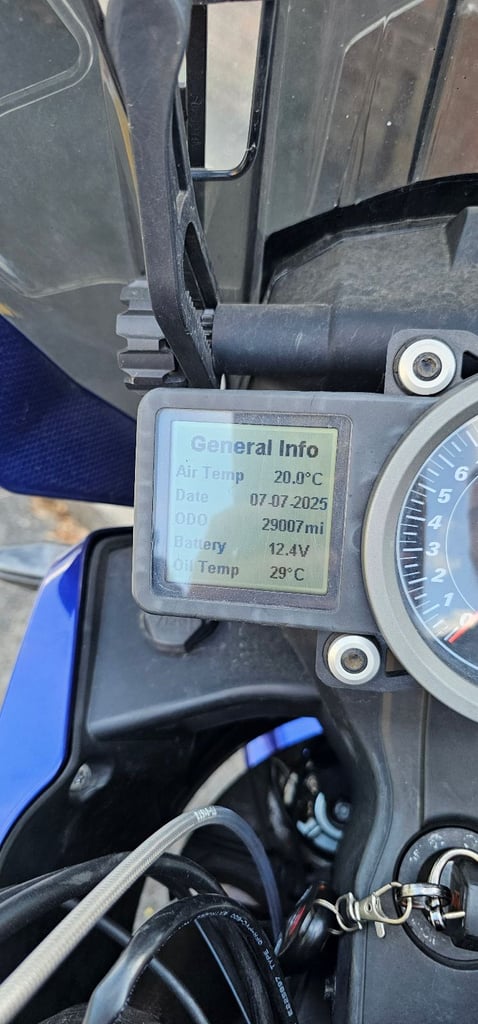 General Info
Air Temp 20.0°C
Date 07-07-2025
ODO 29007mi
Battery 12.4V
Oil Temp 29°C
6
5
4
3
2
1
0